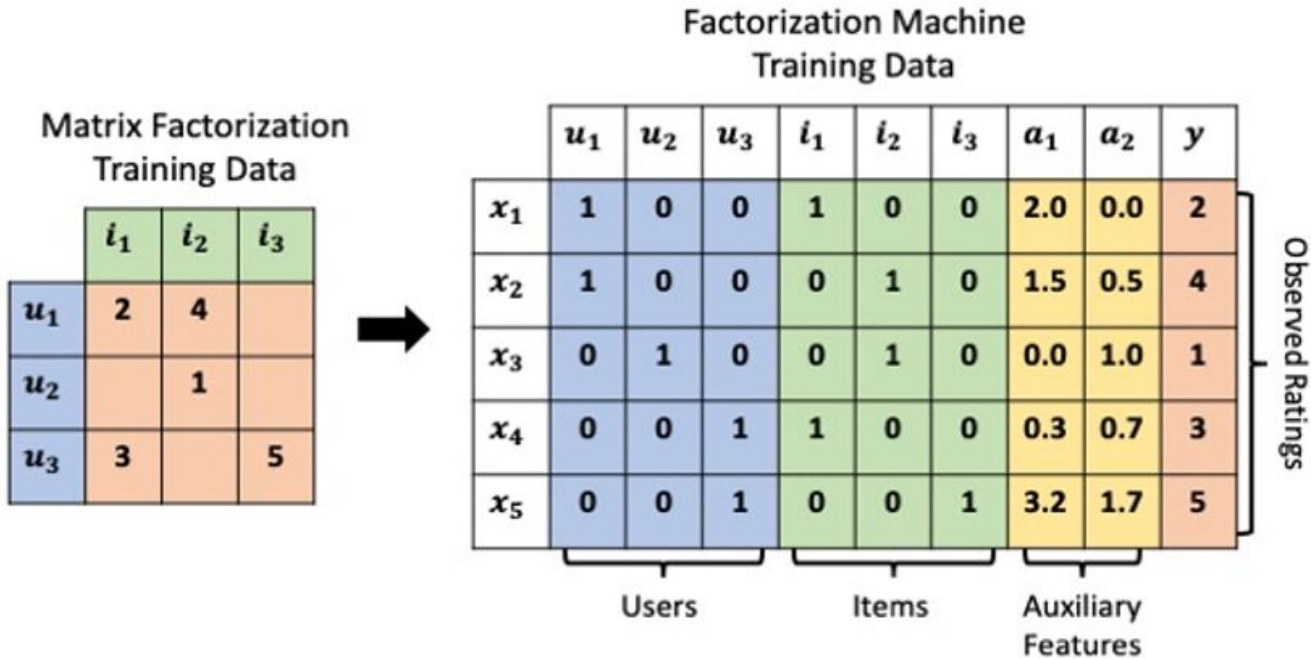 Factorization Machine
Training Data
Matrix Factorization
Training Data
i₁ i₂ i₃
u₁ 2 4
u₂ 1
u₃ 3 5
u₁ u₂ u₃ i₁ i₂ i₃ a₁ a₂ y
x₁ 1 0 0 1 0 0 2.0 0.0 2
x₂ 1 0 0 0 1 0 1.5 0.5 4
x₃ 0 1 0 0 1 0 0.0 1.0 1
x₄ 0 0 1 1 0 0 0.3 0.7 3
x₅ 0 0 1 0 0 1 3.2 1.7 5
Observed Ratings
Users Items Auxiliary
Features